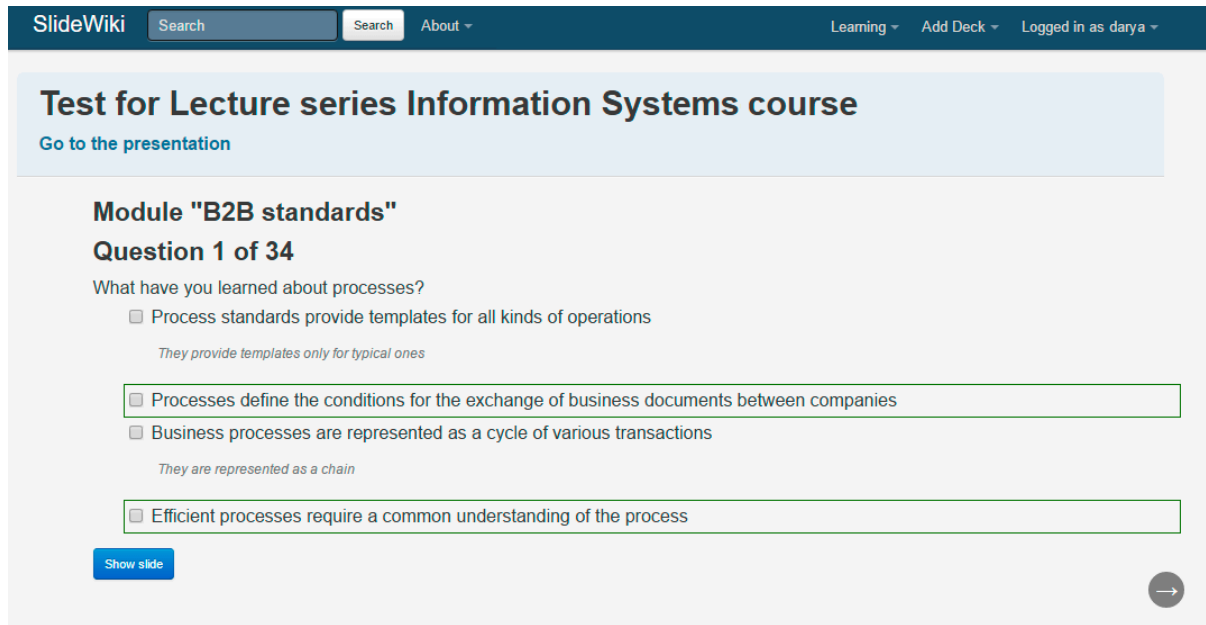 SlideWiki Search Search About Learning Add Deck Logged in as darya
Test for Lecture series Information Systems course
Go to the presentation
Module "B2B standards"
Question 1 of 34
What have you learned about processes?
Process standards provide templates for all kinds of operations
They provide templates only for typical ones
Processes define the conditions for the exchange of business documents between companies
Business processes are represented as a cycle of various transactions
They are represented as a chain
Efficient processes require a common understanding of the process
Show slide